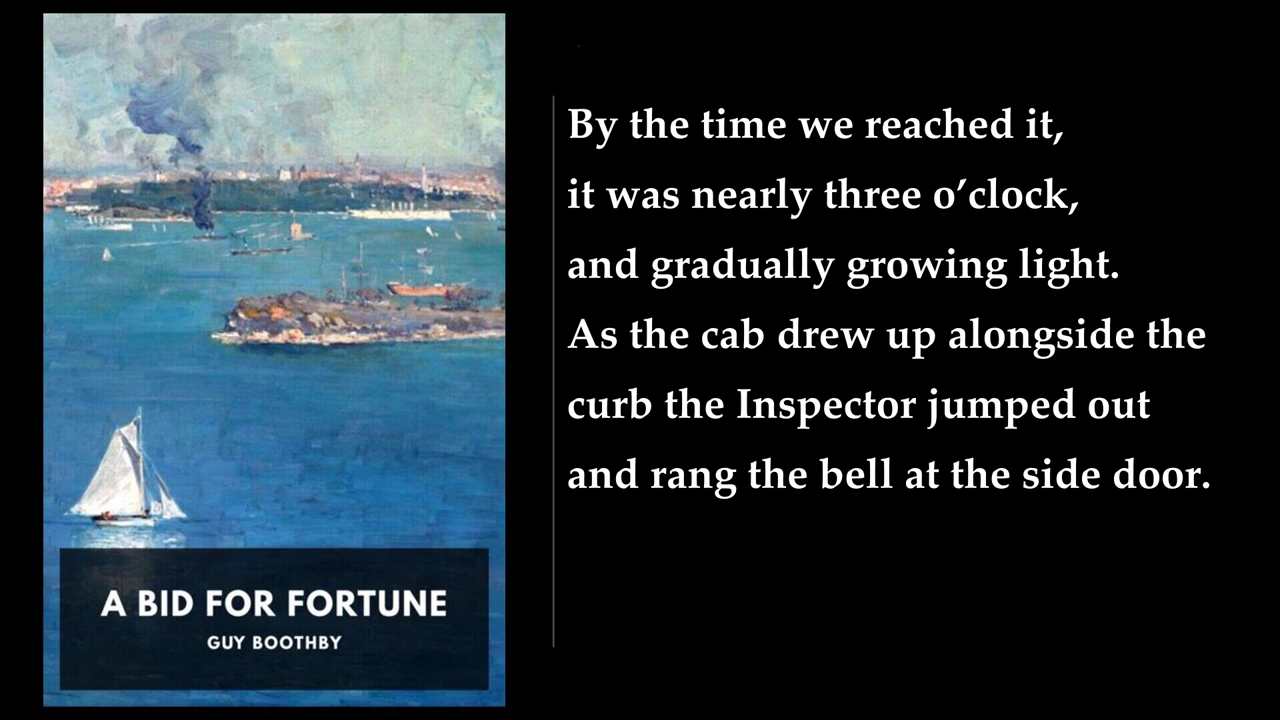 A BID FOR FORTUNE
GUY BOOTHBY
By the time we reached it,
it was nearly three o’clock,
and gradually growing light.
As the cab drew up alongside the
curb the Inspector jumped out
and rang the bell at the side door.